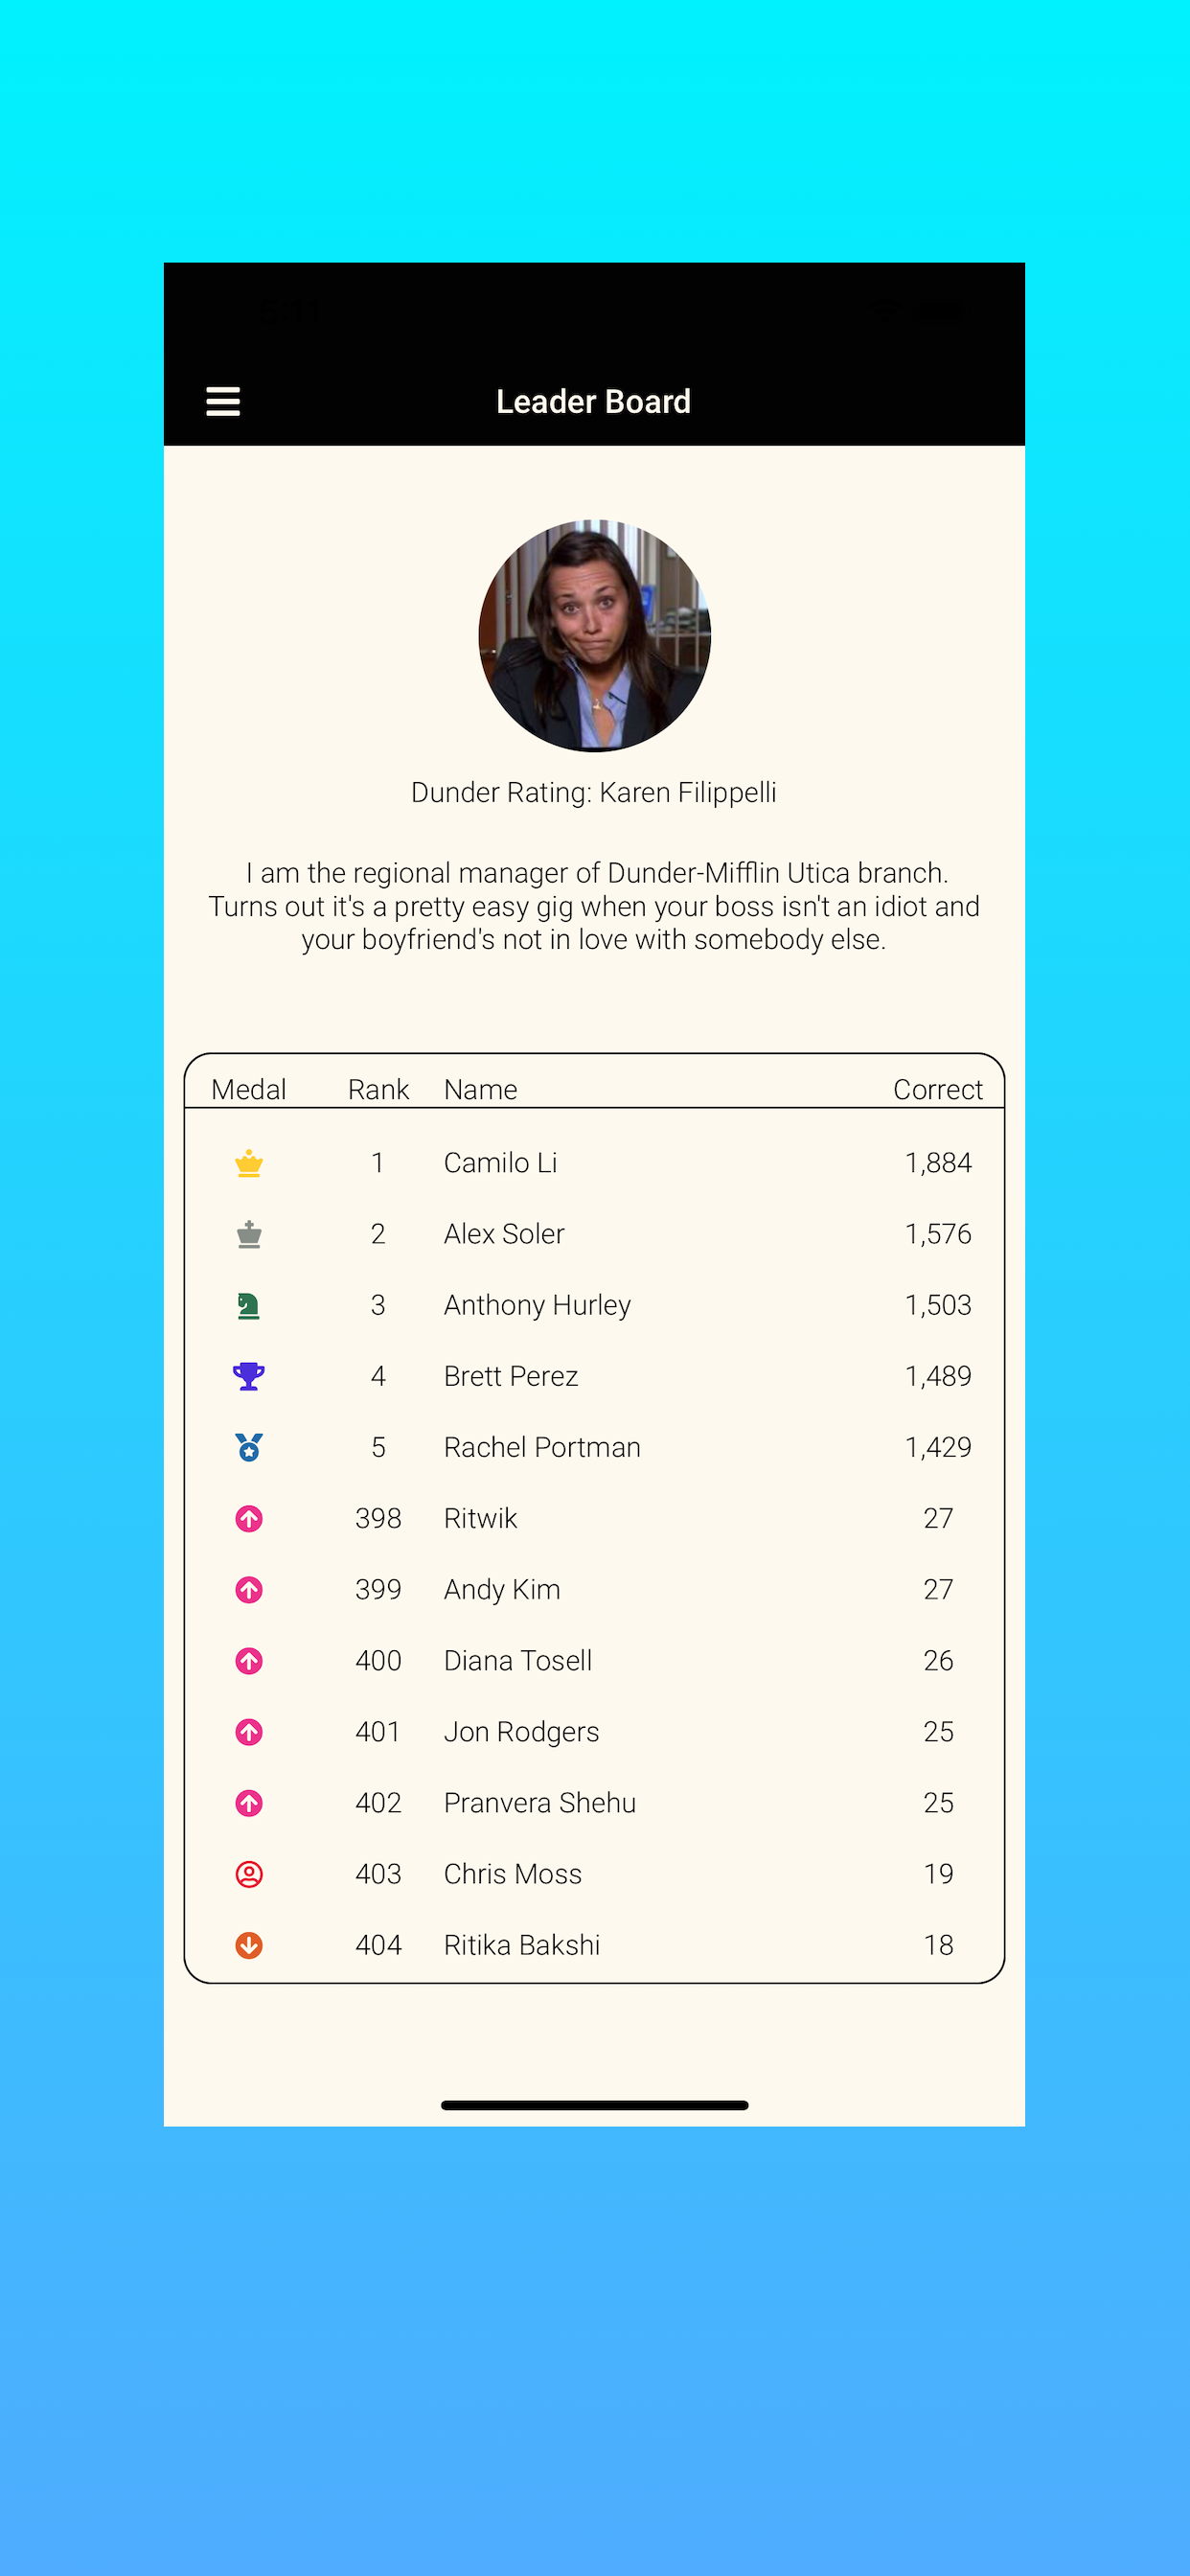 Leader Board
Dunder Rating: Karen Filippelli
I am the regional manager of Dunder-Mifflin Utica branch.
Turns out it's a pretty easy gig when your boss isn't an idiot and
your boyfriend's not in love with somebody else.
Medal Rank Name Correct
1 Camilo Li 1,884
2 Alex Soler 1,576
3 Anthony Hurley 1,503
4 Brett Perez 1,489
5 Rachel Portman 1,429
398 Ritwik 27
399 Andy Kim 27
400 Diana Tosell 26
401 Jon Rodgers 25
402 Pranvera Shehu 25
403 Chris Moss 19
404 Ritika Bakshi 18